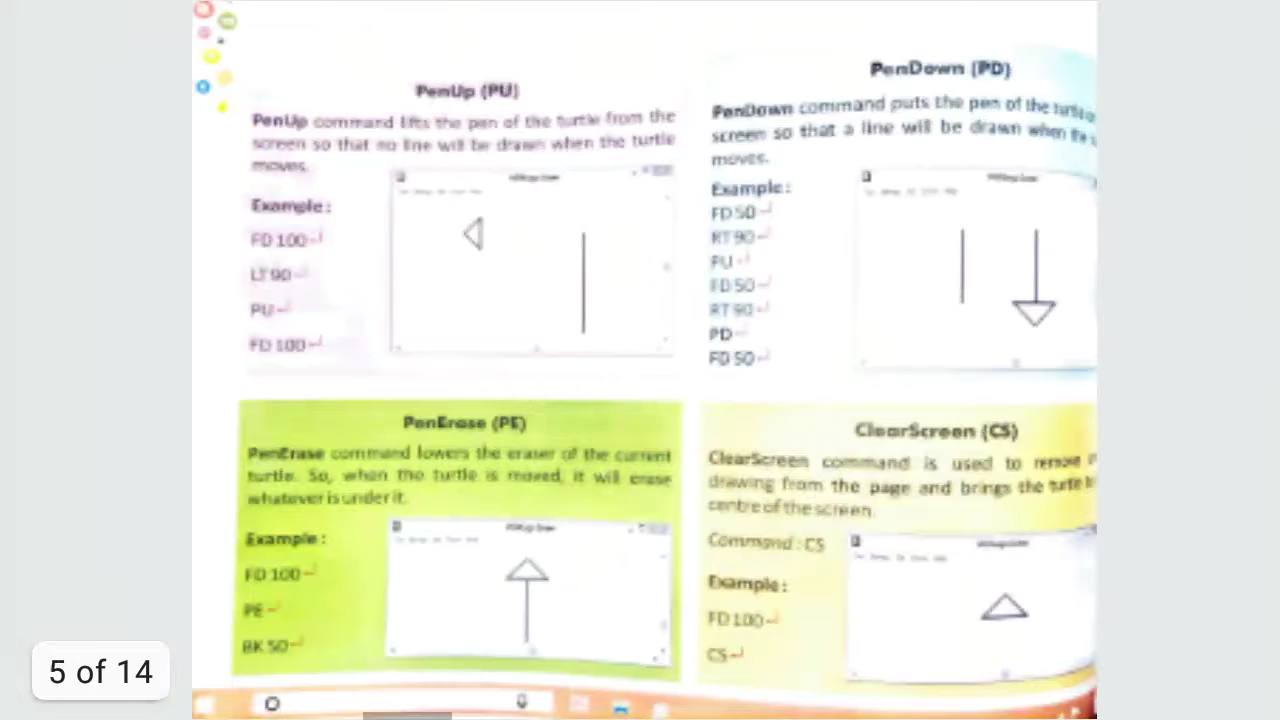 PenUp (PU)
PenUp command lifts the pen of the turtle from the
screen so that no line will be drawn when the turtle
moves.
Example :
FD 100
LT 90
PU
FD 100
PenDown (PD)
PenDown command puts the pen of the turtle
screen so that a line will be drawn when the
moves.
Example :
FD 50
RT 90
PU
FD 50
RT 90
PD
FD 50
PenErase (PE)
PenErase command lowers the eraser of the current
turtle. So, when the turtle is moved, it will erase
whatever is under it.
Example :
FD 100
PE
BK 50
ClearScreen (CS)
ClearScreen command is used to remove
drawing from the page and brings the turtle
centre of the screen.
Command : CS
Example :
FD 100
CS
5 of 14